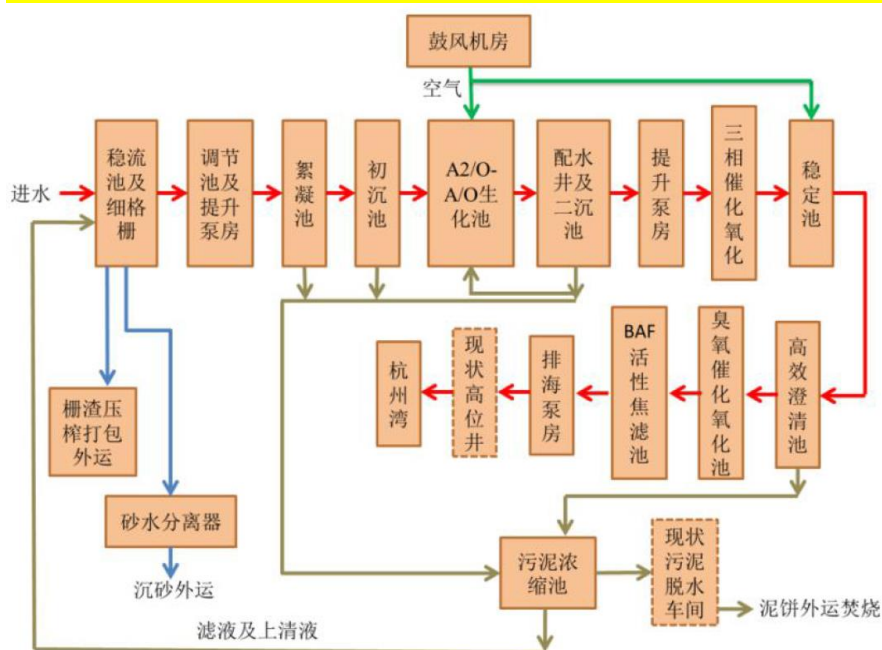 鼓风机房
空气
进水
稳流
池及
细格
栅
调节
池及
提升
泵房
絮
凝
池
初
沉
池
A2/O-
A/O生
化池
配水
井及
二沉
池
提
升
泵
房
三
相
催
化
氧
化
稳
定
池
杭
州
湾
现
状
高
位
井
排
海
泵
房
BAF
活
性
焦
滤
池
臭
氧
催
化
氧
化
池
高
效
澄
清
池
栅渣压
榨打包
外运
砂水分离器
沉砂外运
污泥浓
缩池
现状
污泥
脱水
车间
泥饼外运焚烧
滤液及上清液